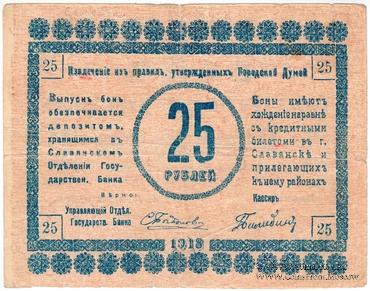 25
25
Извлеченіе изъ правилъ, утвержденныхъ Городской Думой
Выпускъ бонъ
обезпечивается
депозитомъ,
хранящимся въ
Славянскомъ
Отдѣленіи Государствен. Банка
Вѣрно:
Управляющій Отдѣл.
Государств. Банка
25
РУБЛЕЙ
Боны имѣютъ
хожденіе наравнѣ
съ кредитными
билетами въ г.
Славянскѣ и
прилегающихъ
къ нему районахъ
Кассиръ
25
1918
25